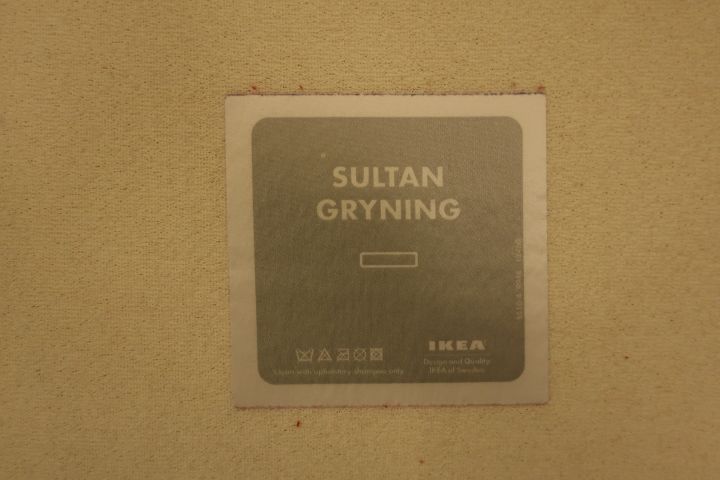 SULTAN
GRYNING
IKEA
Design and Quality
IKEA of Sweden
Clean with upholstery shampoo only